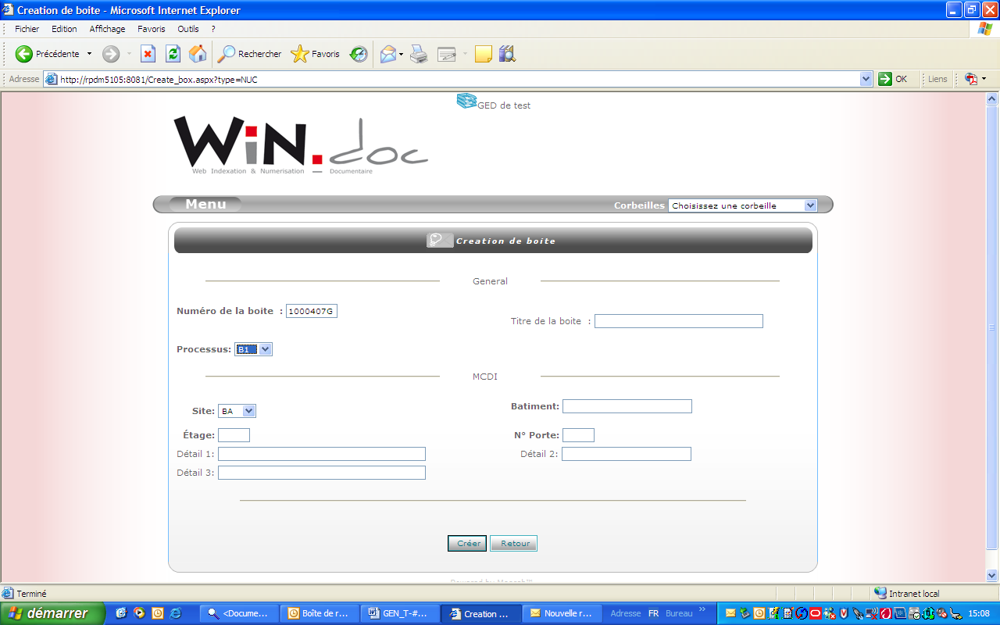 Creation de boite - Microsoft Internet Explorer
Fichier Edition Affichage Favoris Outils ?
Précédente Rechercher Favoris
Adresse http://rpdm5105:8081/Create_box.aspx?type=NUC OK Liens
GED de test
WiN.doc
Web Indexation & Numerisation — Documentaire
Menu Corbeilles Choisissez une corbeille
Creation de boite
General
Numéro de la boite : 1000407G
Titre de la boite :
Processus: B1
MCDI
Site: BA
Batiment:
Étage:
N° Porte:
Détail 1:
Détail 2:
Détail 3:
Créer Retour
Powered by
Terminé Intranet local
démarrer <Docume... Boîte de r... GEN_T-#... Creation ... Nouvelle r... Adresse FR Bureau » 15:08